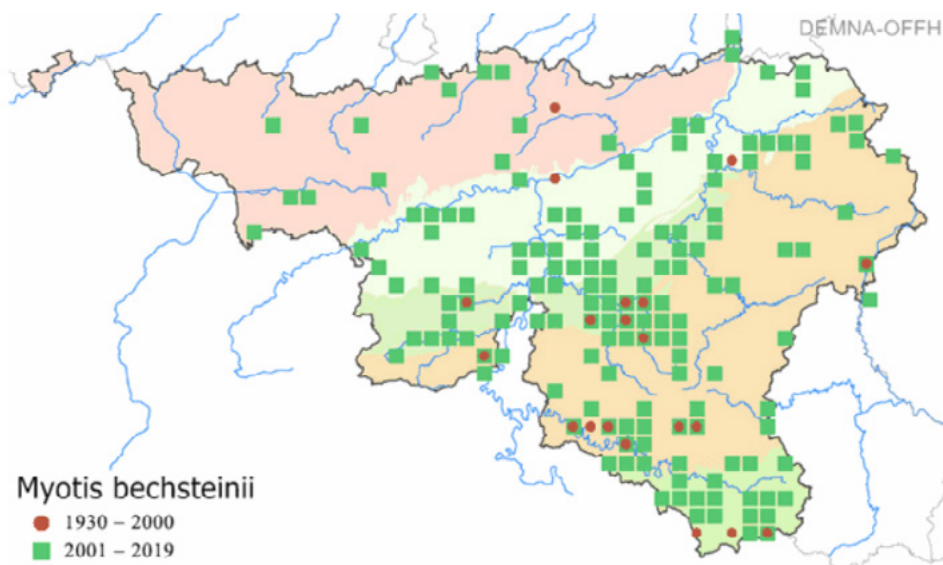 DEMNA-OFFH
Myotis bechsteinii
1930 – 2000
2001 – 2019